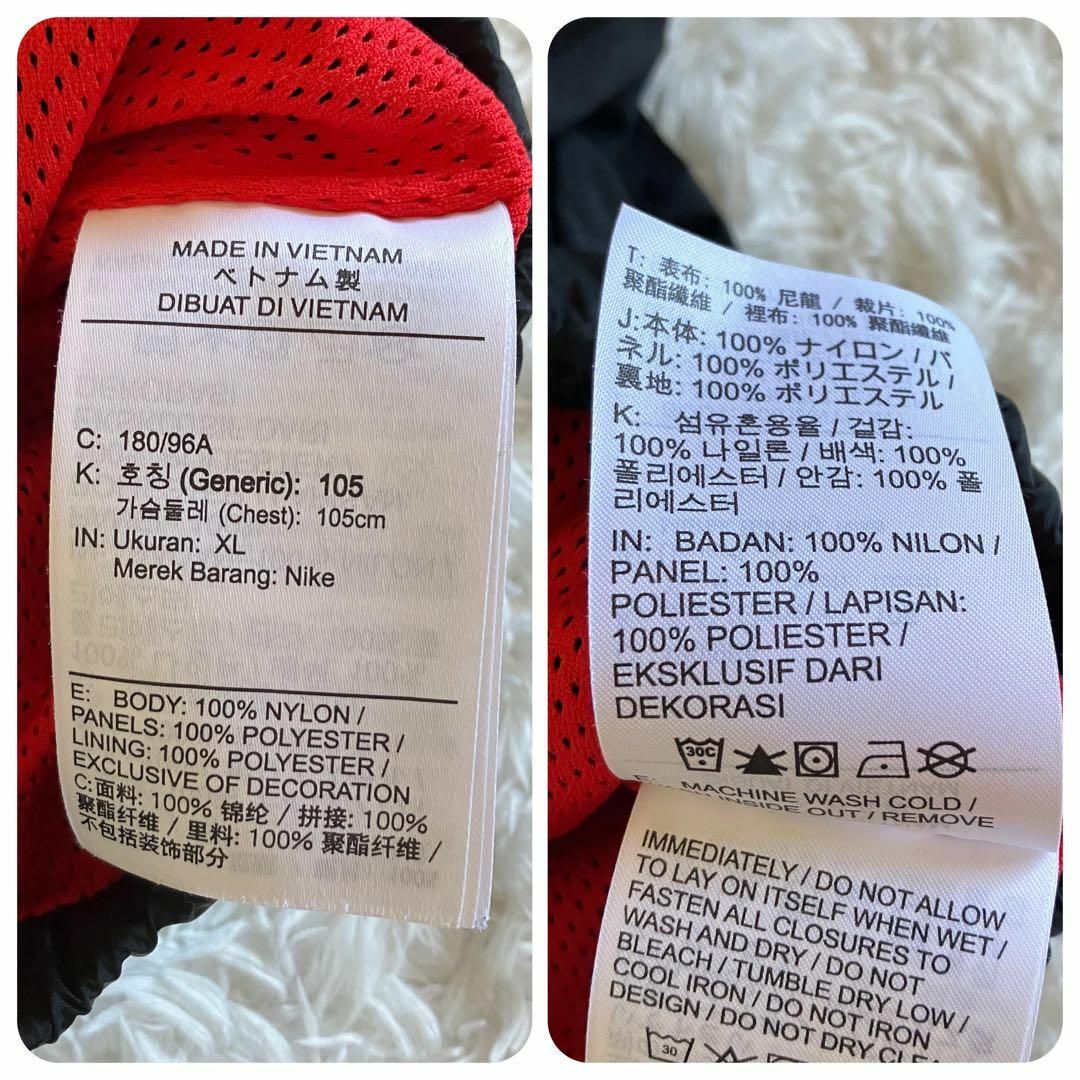 MADE IN VIETNAM
ベトナム製
DIBUAT DI VIETNAM
C: 180/96A
K: 호칭 (Generic): 105
가슴둘레 (Chest): 105cm
IN: Ukuran: XL
Merek Barang: Nike
E: BODY: 100% NYLON /
PANELS: 100% POLYESTER /
LINING: 100% POLYESTER /
EXCLUSIVE OF DECORATION
C:面料: 100% 锦纶 / 拼接: 100%
聚酯纤维 / 里料: 100% 聚酯纤维 /
不包括装饰部分
T: 表布: 100% 尼龍 / 裁片: 100%
聚酯纖維 / 裡布: 100% 聚酯纖維
J:本体: 100% ナイロン / パ
ネル: 100% ポリエステル /
裏地: 100% ポリエステル
K: 섬유혼용율 / 겉감:
100% 나일론 / 배색: 100%
폴리에스터 / 안감: 100% 폴
리에스터
IN: BADAN: 100% NILON /
PANEL: 100%
POLIESTER / LAPISAN:
100% POLIESTER /
EKSKLUSIF DARI
DEKORASI
30C
E: MACHINE WASH COLD /
INSIDE OUT / REMOVE
IMMEDIATELY / DO NOT ALLOW
TO LAY ON ITSELF WHEN WET /
FASTEN ALL CLOSURES TO
WASH AND DRY / DO NOT
BLEACH / TUMBLE DRY LOW /
COOL IRON / DO NOT IRON
DESIGN / DO NOT DRY CLEA
30